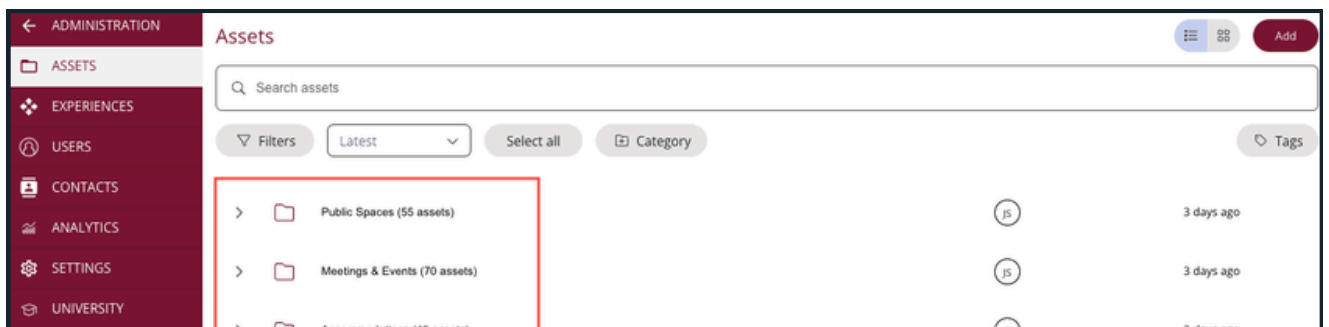 ADMINISTRATION
ASSETS
EXPERIENCES
USERS
CONTACTS
ANALYTICS
SETTINGS
UNIVERSITY
Assets
Add
Search assets
Filters
Latest
Select all
Category
Tags
Public Spaces (55 assets)
JS
3 days ago
Meetings & Events (70 assets)
JS
3 days ago